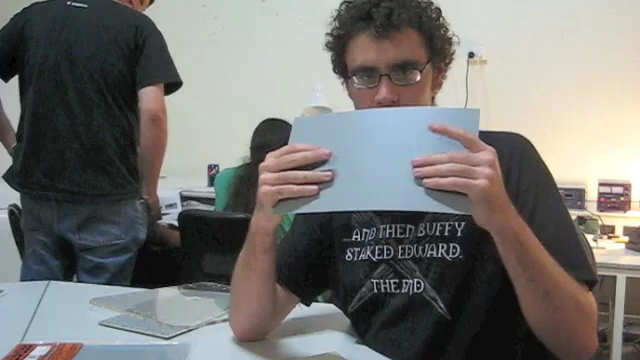 ...AND THEN BUFFY
STAKED EDWARD.
THE END